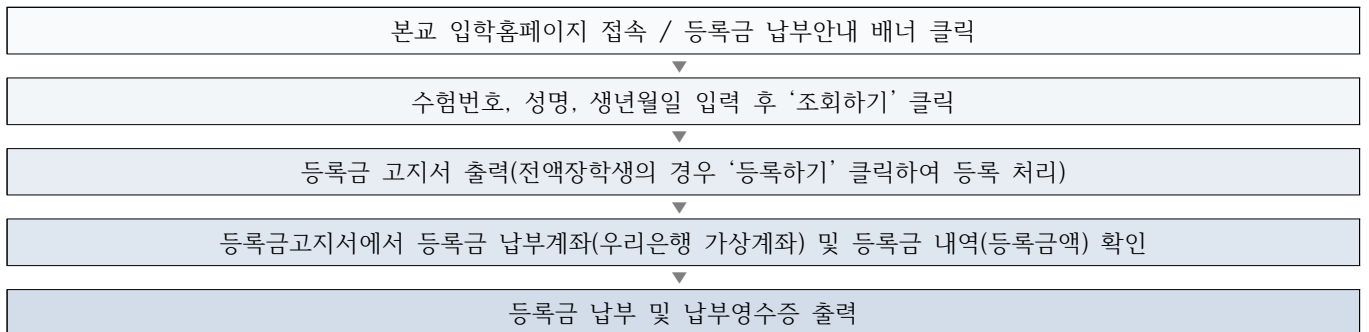 본교 입학홈페이지 접속 / 등록금 납부안내 배너 클릭
수험번호, 성명, 생년월일 입력 후 ‘조회하기’ 클릭
등록금 고지서 출력(전액장학생의 경우 ‘등록하기’ 클릭하여 등록 처리)
등록금고지서에서 등록금 납부계좌(우리은행 가상계좌) 및 등록금 내역(등록금액) 확인
등록금 납부 및 납부영수증 출력